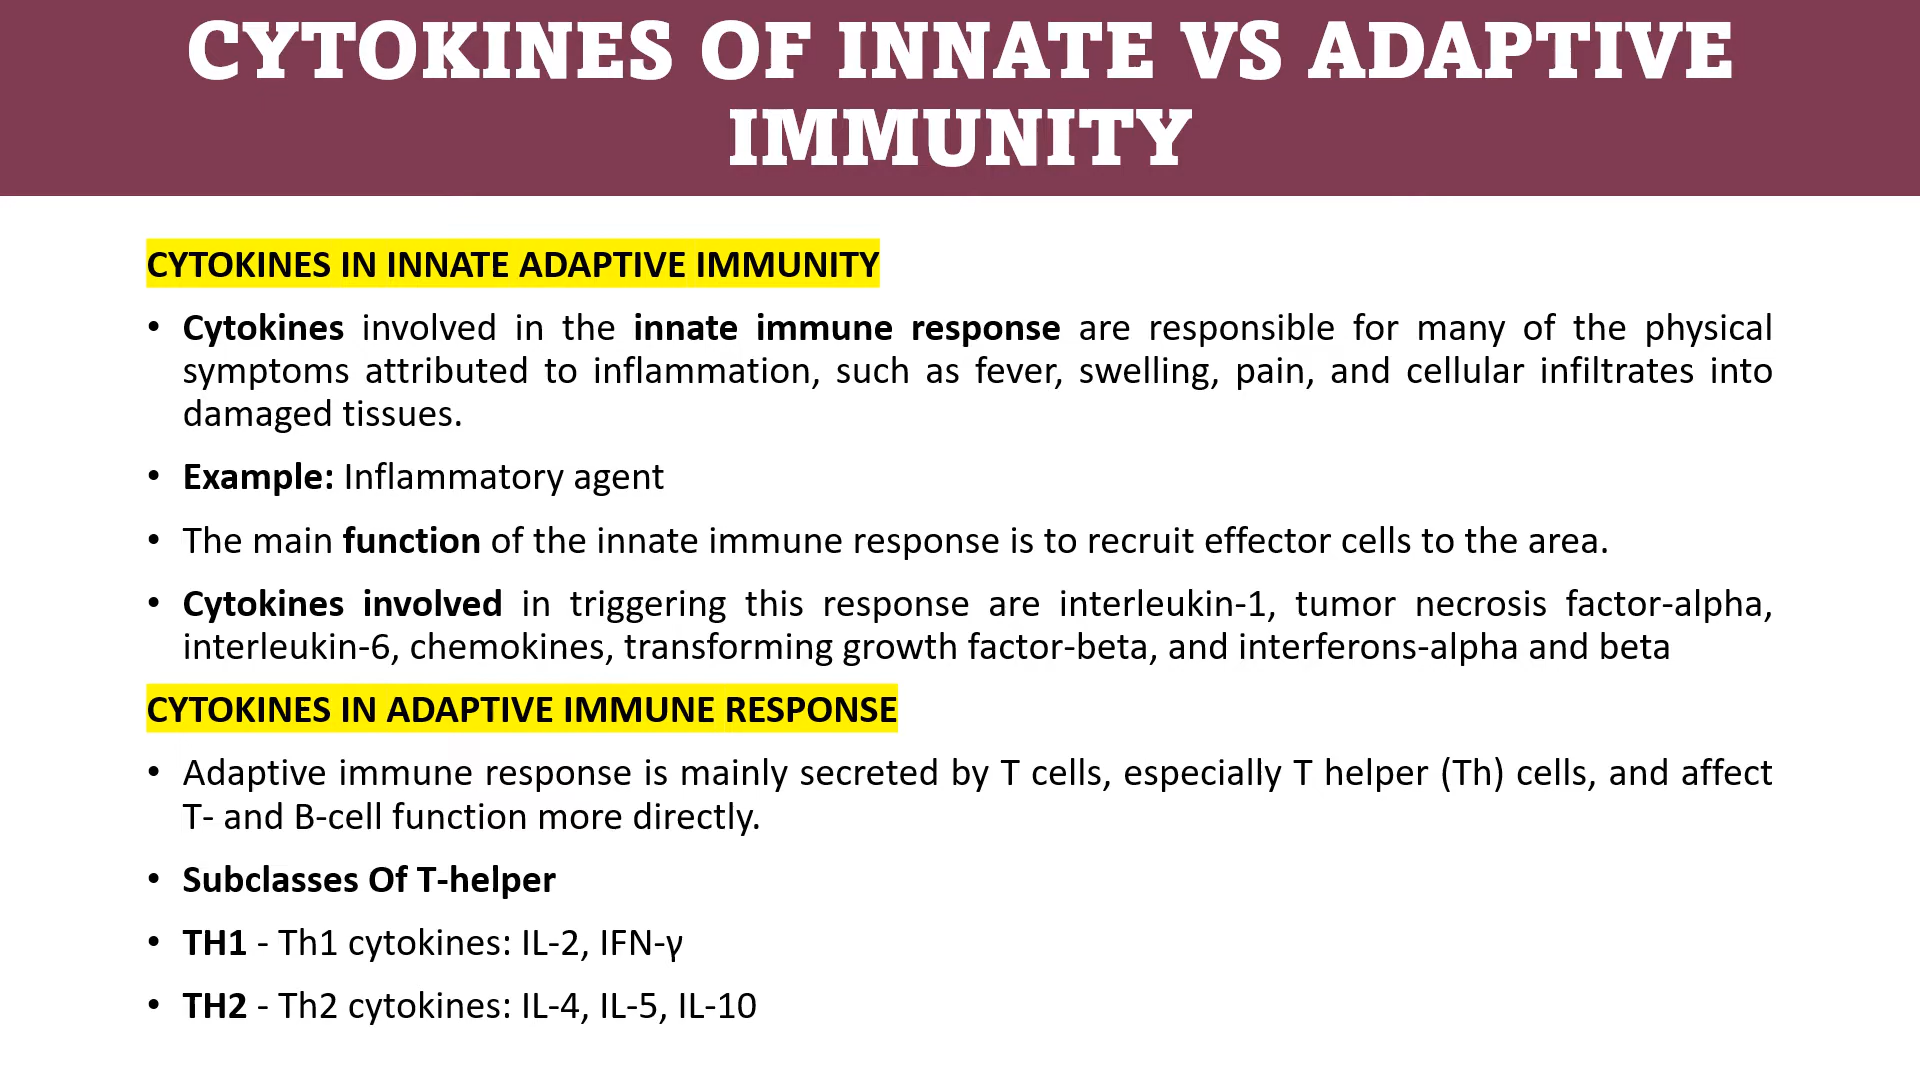 CYTOKINES OF INNATE VS ADAPTIVE
IMMUNITY
CYTOKINES IN INNATE ADAPTIVE IMMUNITY
• Cytokines involved in the innate immune response are responsible for many of the physical
symptoms attributed to inflammation, such as fever, swelling, pain, and cellular infiltrates into
damaged tissues.
• Example: Inflammatory agent
• The main function of the innate immune response is to recruit effector cells to the area.
• Cytokines involved in triggering this response are interleukin-1, tumor necrosis factor-alpha,
interleukin-6, chemokines, transforming growth factor-beta, and interferons-alpha and beta
CYTOKINES IN ADAPTIVE IMMUNE RESPONSE
• Adaptive immune response is mainly secreted by T cells, especially T helper (Th) cells, and affect
T- and B-cell function more directly.
• Subclasses Of T-helper
• TH1 - Th1 cytokines: IL-2, IFN-γ
• TH2 - Th2 cytokines: IL-4, IL-5, IL-10